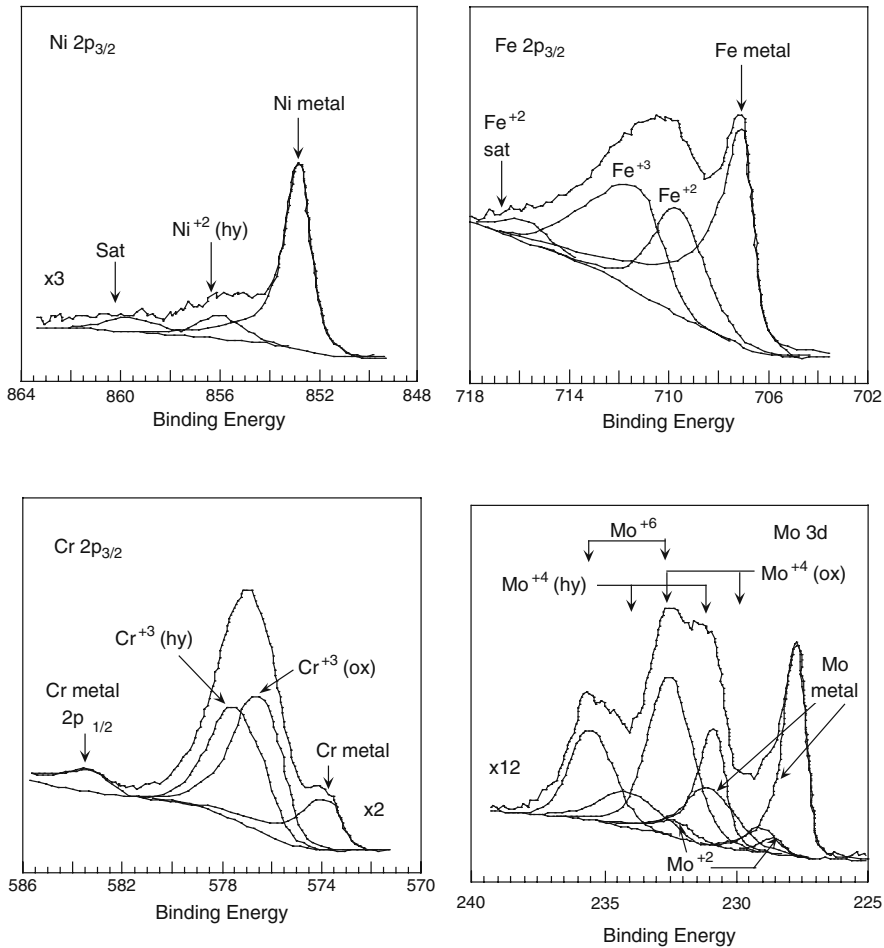 Ni 2p3/2
Ni metal
Ni+2 (hy)
Sat
x3
864 860 856 852 848
Binding Energy
Fe 2p3/2
Fe metal
Fe+2
sat
Fe+3
Fe+2
718 714 710 706 702
Binding Energy
Cr 2p3/2
Cr+3 (hy)
Cr+3 (ox)
Cr metal
2p 1/2
Cr metal
x2
586 582 578 574 570
Binding Energy
Mo+6
Mo 3d
Mo+4 (hy)
Mo+4 (ox)
Mo
metal
x12
Mo+2
240 235 230 225
Binding Energy